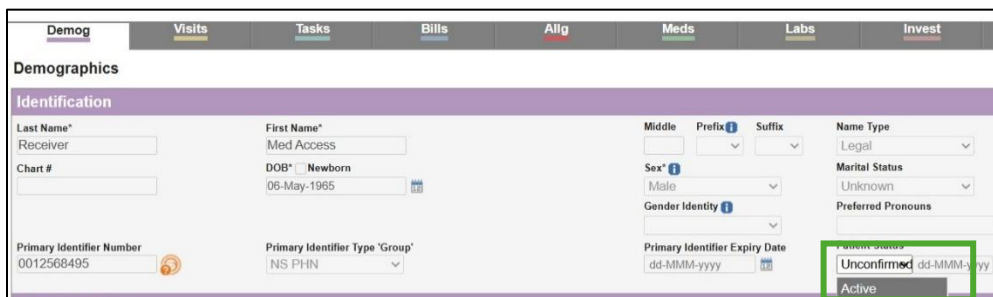 Demog Visits Tasks Bills Allg Meds Labs Invest
Demographics
Identification
Last Name* First Name* Middle Prefix Suffix Name Type
Receiver Med Access Legal
Chart # DOB* Newborn Sex* Marital Status
06-May-1965 Male Unknown
Gender Identity Preferred Pronouns
Primary Identifier Number Primary Identifier Type 'Group' Primary Identifier Expiry Date Patient Status
0012568495 NS PHN dd-MMM-yyyy Unconfirmed dd-MMM-yyyy
Active